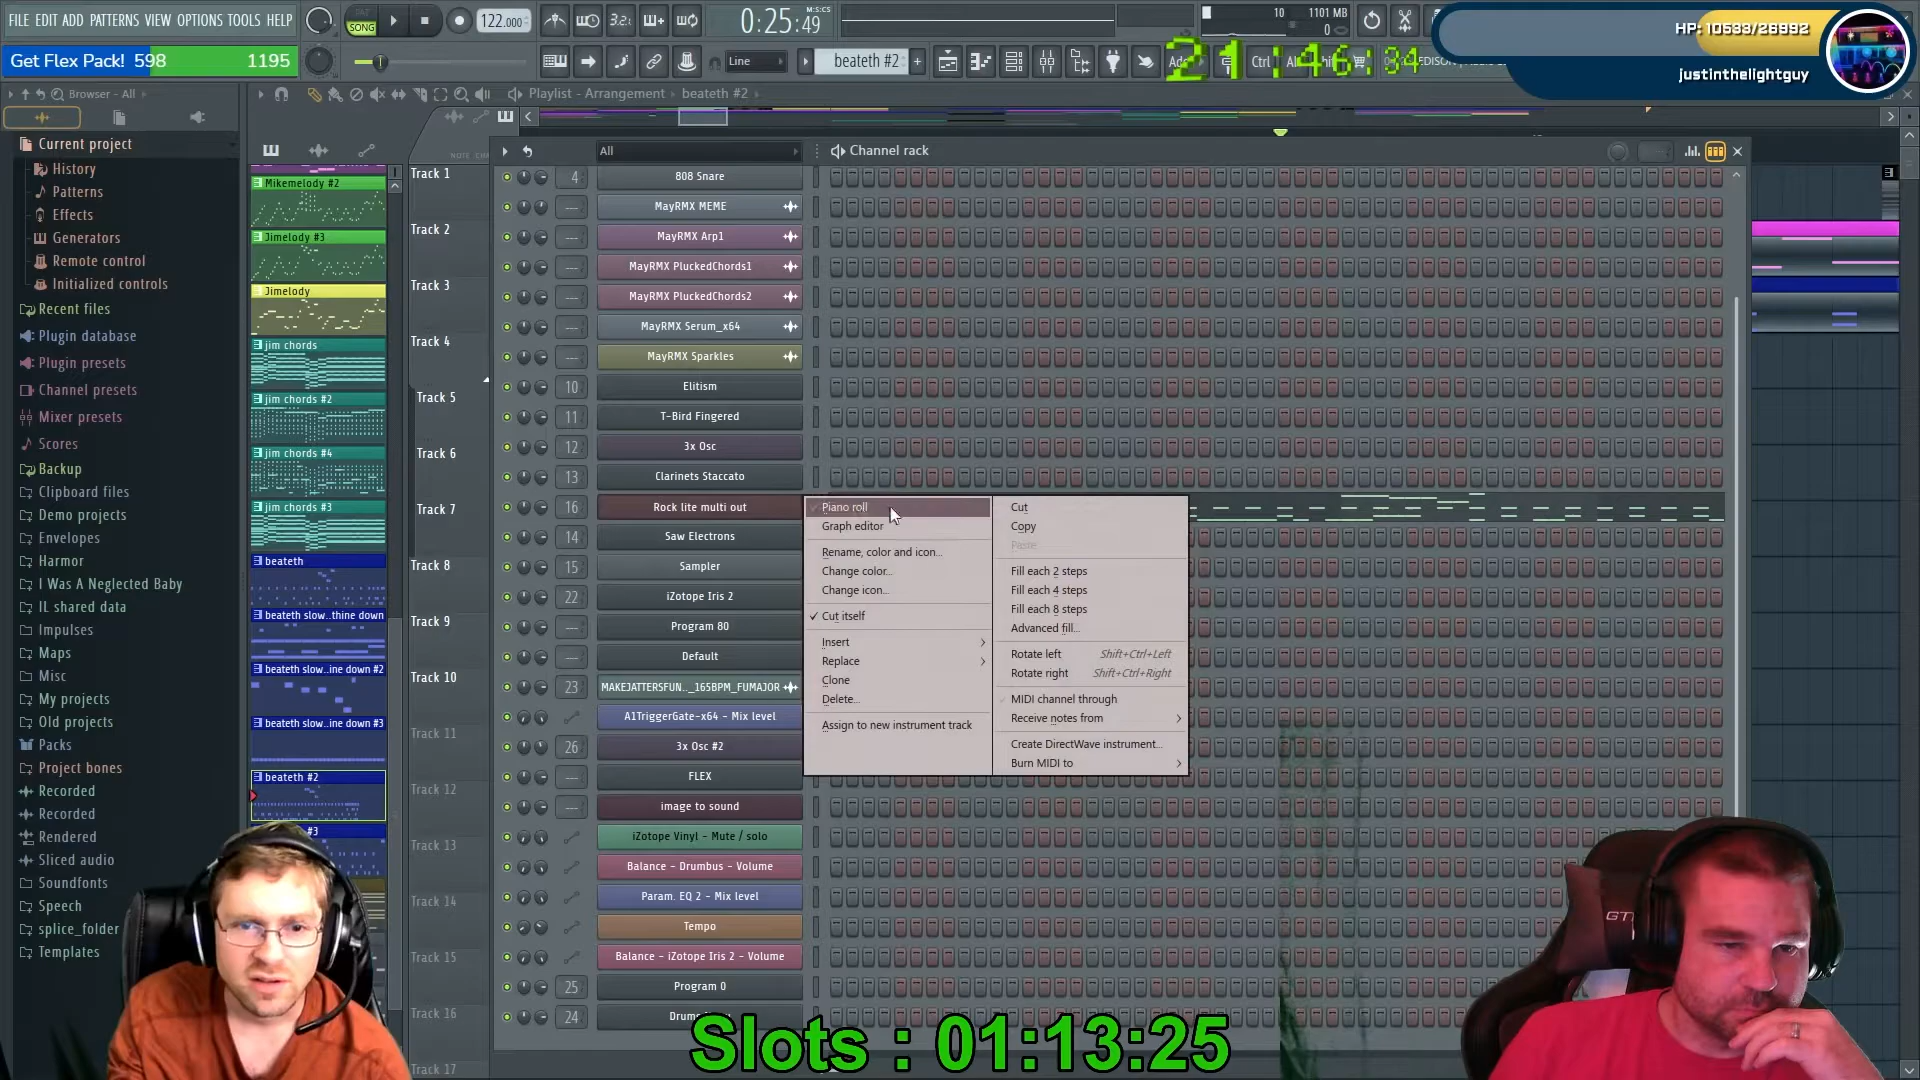 FILE EDIT ADD PATTERNS VIEW OPTIONS TOOLS HELP
PAT
SONG
122.000
3.2..
0:25:49
M:S:CS
10
1101 MB
0
HP: 10533/26992
justinthelightguy
Get Flex Pack! 598
1195
Line
beateth #2
21:46:34
Browser - All
Playlist - Arrangement
beateth #2
Current project
History
Patterns
Effects
Generators
Remote control
Initialized controls
Recent files
Plugin database
Plugin presets
Channel presets
Mixer presets
Scores
Backup
Clipboard files
Demo projects
Envelopes
Harmor
I Was A Neglected Baby
IL shared data
Impulses
Maps
Misc
My projects
Old projects
Packs
Project bones
Recorded
Recorded
Rendered
Sliced audio
Soundfonts
Speech
splice_folder
Templates
Mikemelody #2
Jimelody #3
Jimelody
jim chords
jim chords #2
jim chords #4
jim chords #3
beateth
beateth slow..thine down
beateth slow..ine down #2
beateth slow..ine down #3
beateth #2
#3
Track 1
Track 2
Track 3
Track 4
Track 5
Track 6
Track 7
Track 8
Track 9
Track 10
Track 11
Track 12
Track 13
Track 14
Track 15
Track 16
Track 17
All
Channel rack
4 808 Snare
MayRMX MEME
MayRMX Arp1
MayRMX PluckedChords1
MayRMX PluckedChords2
MayRMX Serum_x64
MayRMX Sparkles
10 Elitism
11 T-Bird Fingered
12 3x Osc
13 Clarinets Staccato
16 Rock lite multi out
14 Saw Electrons
15 Sampler
22 iZotope Iris 2
Program 80
Default
23 MAKEJATTERSFUN.._165BPM_FUMAJOR
A1TriggerGate-x64 - Mix level
26 3x Osc #2
FLEX
image to sound
iZotope Vinyl - Mute / solo
Balance - Drumbus - Volume
Param. EQ 2 - Mix level
Tempo
Balance - iZotope Iris 2 - Volume
25 Program 0
24
Piano roll
Graph editor
Rename, color and icon...
Change color...
Change icon...
Cut itself
Insert
Replace
Clone
Delete...
Assign to new instrument track
Cut
Copy
Paste
Fill each 2 steps
Fill each 4 steps
Fill each 8 steps
Advanced fill...
Rotate left Shift+Ctrl+Left
Rotate right Shift+Ctrl+Right
MIDI channel through
Receive notes from
Create DirectWave instrument...
Burn MIDI to
Slots : 01:13:25